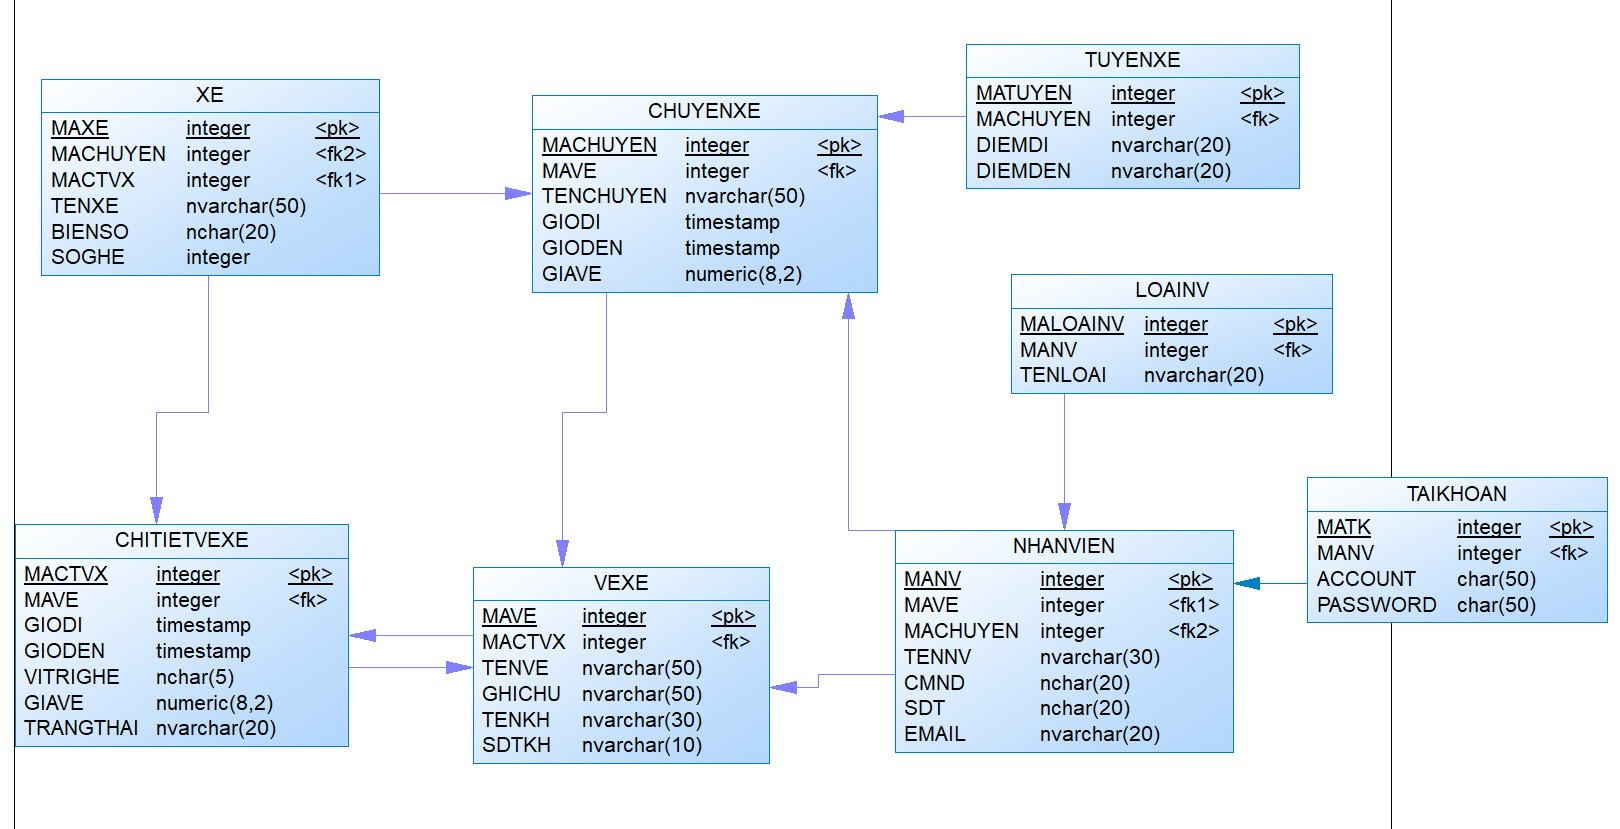 XE
MAXE integer <pk>
MACHUYEN integer <fk2>
MACTVX integer <fk1>
TENXE nvarchar(50)
BIENSO nchar(20)
SOGHE integer
CHUYENXE
MACHUYEN integer <pk>
MAVE integer <fk>
TENCHUYEN nvarchar(50)
GIODI timestamp
GIODEN timestamp
GIAVE numeric(8,2)
TUYENXE
MATUYEN integer <pk>
MACHUYEN integer <fk>
DIEMDI nvarchar(20)
DIEMDEN nvarchar(20)
LOAINV
MALOAINV integer <pk>
MANV integer <fk>
TENLOAI nvarchar(20)
CHITIETVEXE
MACTVX integer <pk>
MAVE integer <fk>
GIODI timestamp
GIODEN timestamp
VITRIGHE nchar(5)
GIAVE numeric(8,2)
TRANGTHAI nvarchar(20)
VEXE
MAVE integer <pk>
MACTVX integer <fk>
TENVE nvarchar(50)
GHICHU nvarchar(50)
TENKH nvarchar(30)
SDTKH nvarchar(10)
NHANVIEN
MANV integer <pk>
MAVE integer <fk1>
MACHUYEN integer <fk2>
TENNV nvarchar(30)
CMND nchar(20)
SDT nchar(20)
EMAIL nvarchar(20)
TAIKHOAN
MATK integer <pk>
MANV integer <fk>
ACCOUNT char(50)
PASSWORD char(50)